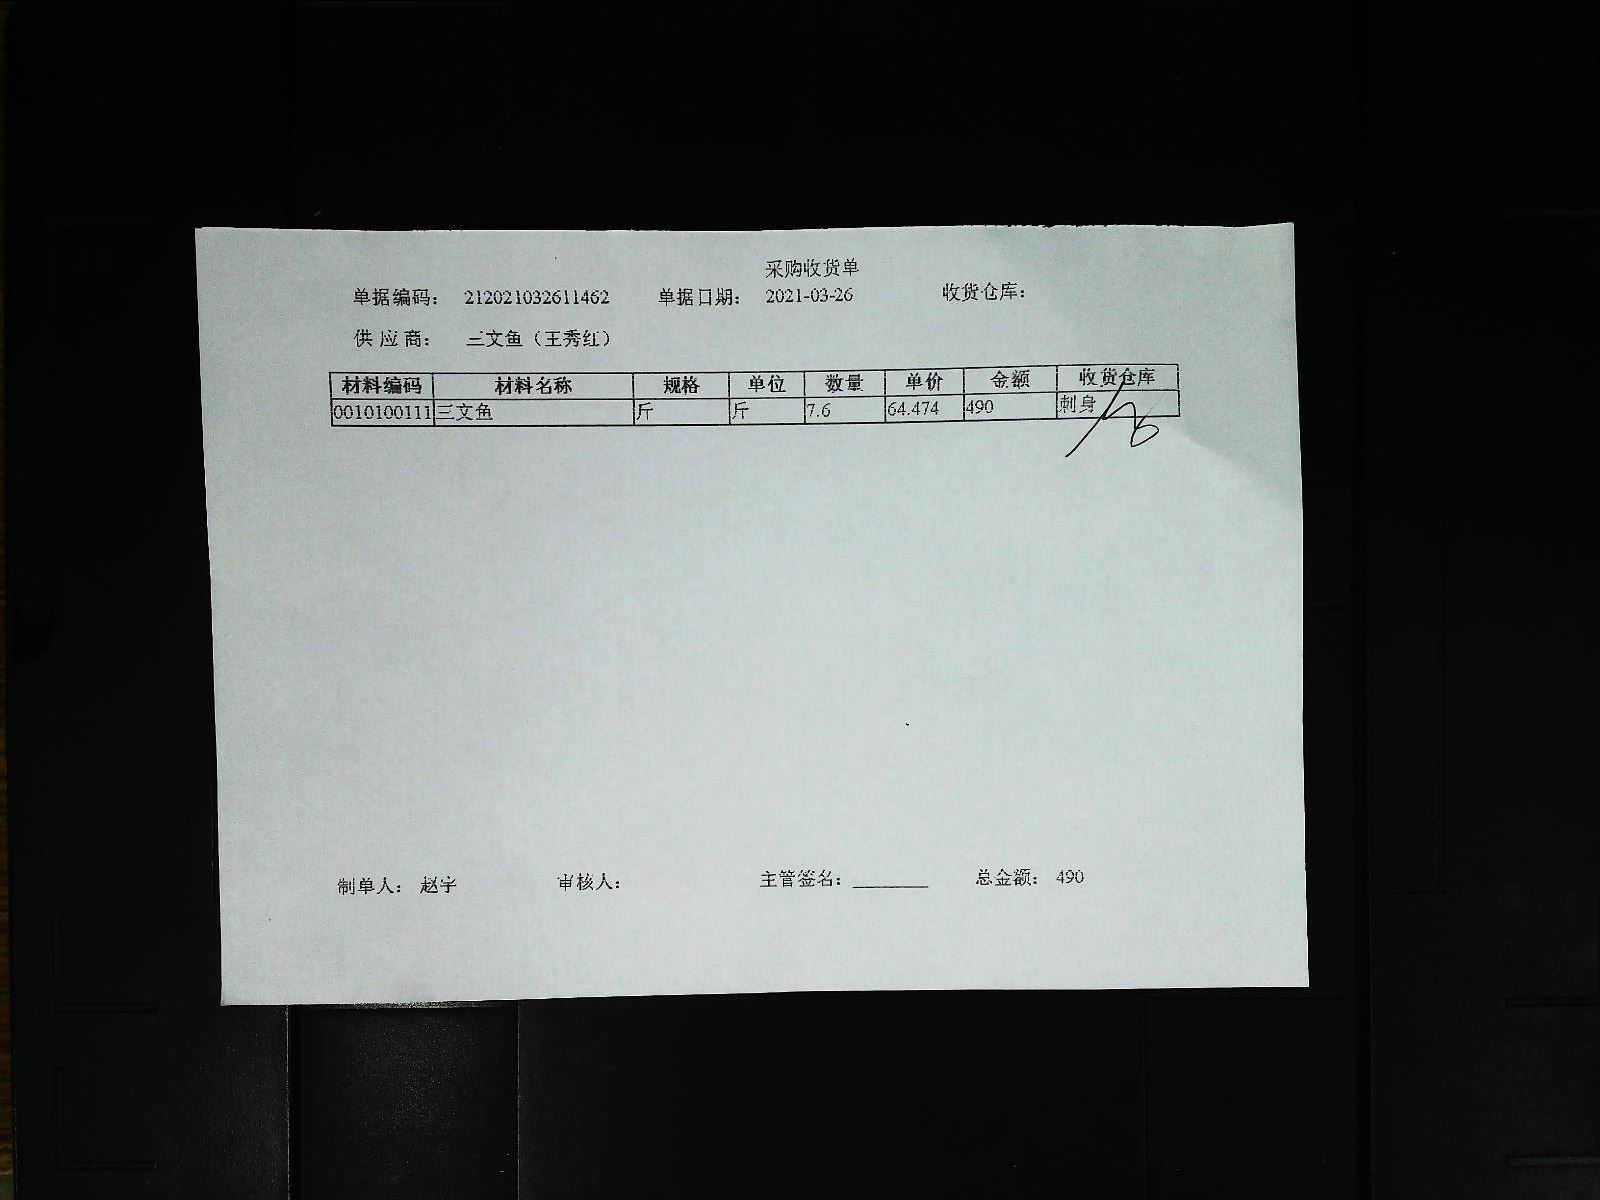 采购收货单
单据编码： 212021032611462 单据日期： 2021-03-26 收货仓库：
供应商： 三文鱼（王秀红）
材料编码 材料名称 规格 单位 数量 单价 金额 收货仓库
0010100111 三文鱼 斤 斤 7.6 64.474 490 刺身
制单人： 赵宇 审核人： 主管签名：________ 总金额： 490